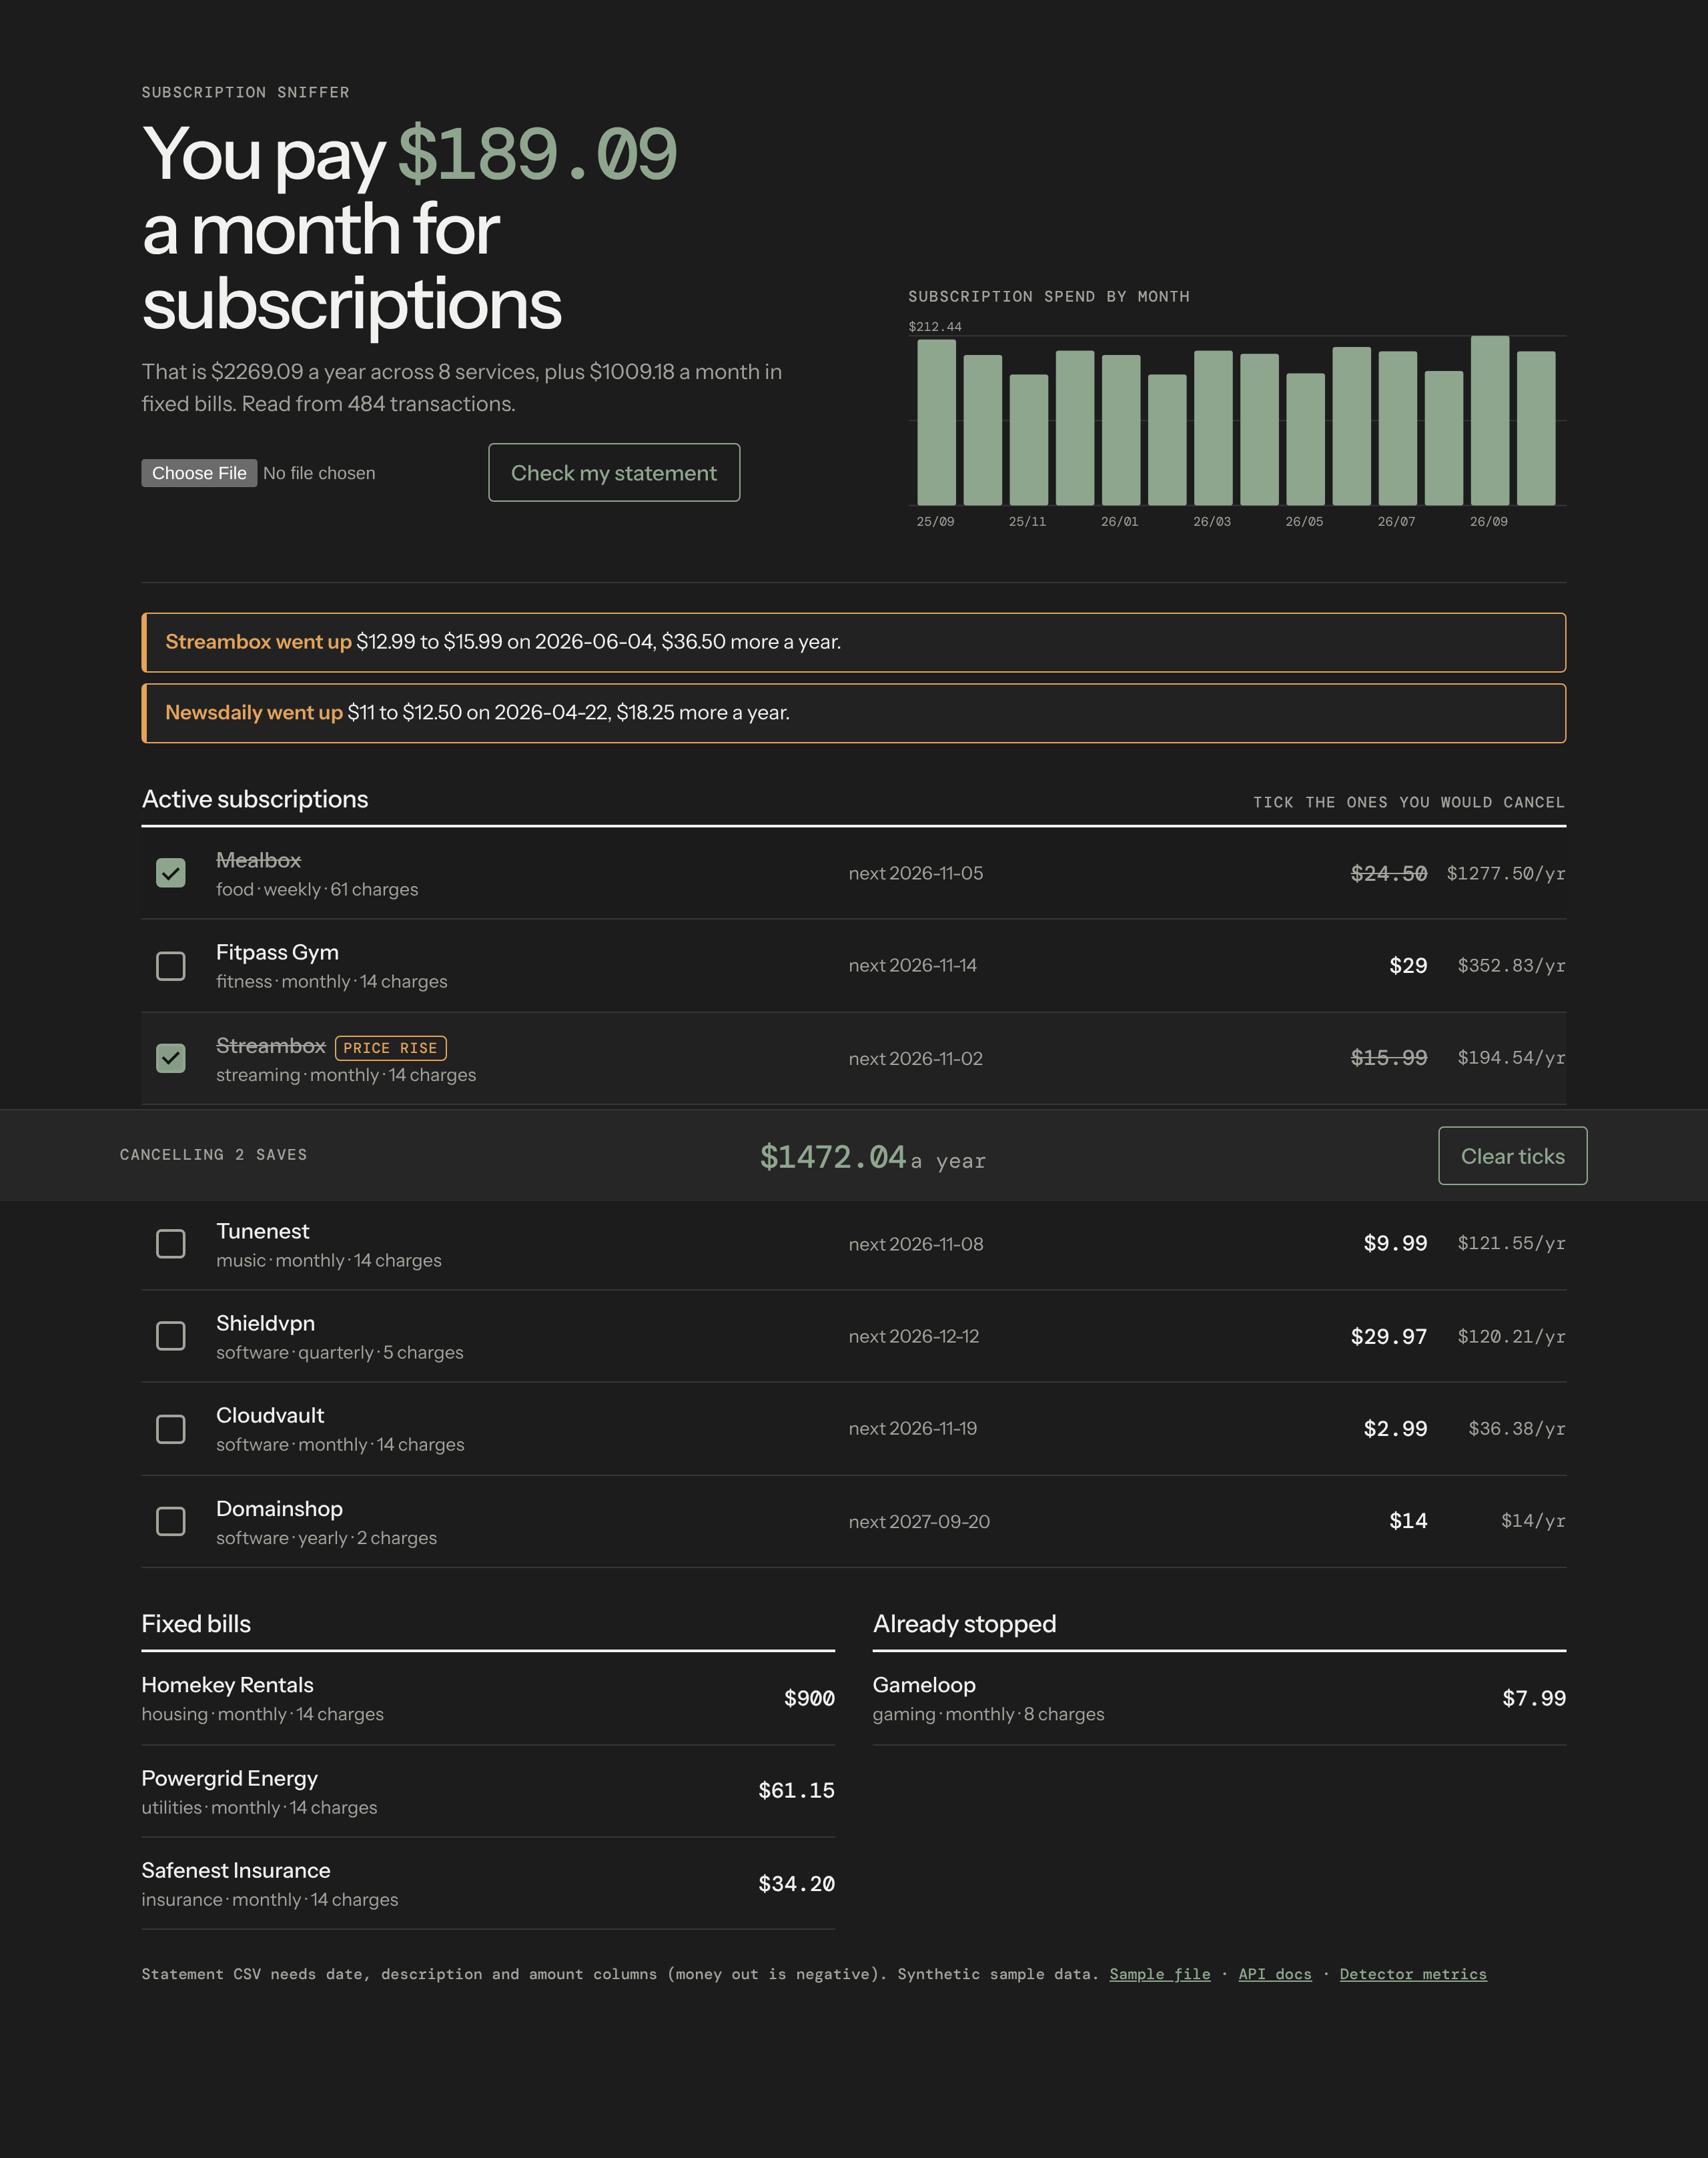 SUBSCRIPTION SNIFFER
You pay $189.09
a month for
subscriptions
That is $2269.09 a year across 8 services, plus $1009.18 a month in
fixed bills. Read from 484 transactions.
Choose File No file chosen
Check my statement
SUBSCRIPTION SPEND BY MONTH
$212.44
25/09 25/11 26/01 26/03 26/05 26/07 26/09
Streambox went up $12.99 to $15.99 on 2026-06-04, $36.50 more a year.
Newsdaily went up $11 to $12.50 on 2026-04-22, $18.25 more a year.
Active subscriptions
TICK THE ONES YOU WOULD CANCEL
Mealbox
food · weekly · 61 charges
next 2026-11-05
$24.50 $1277.50/yr
Fitpass Gym
fitness · monthly · 14 charges
next 2026-11-14
$29 $352.83/yr
Streambox PRICE RISE
streaming · monthly · 14 charges
next 2026-11-02
$15.99 $194.54/yr
CANCELLING 2 SAVES
$1472.04 a year
Clear ticks
Tunenest
music · monthly · 14 charges
next 2026-11-08
$9.99 $121.55/yr
Shieldvpn
software · quarterly · 5 charges
next 2026-12-12
$29.97 $120.21/yr
Cloudvault
software · monthly · 14 charges
next 2026-11-19
$2.99 $36.38/yr
Domainshop
software · yearly · 2 charges
next 2027-09-20
$14 $14/yr
Fixed bills
Homekey Rentals
housing · monthly · 14 charges
$900
Powergrid Energy
utilities · monthly · 14 charges
$61.15
Safenest Insurance
insurance · monthly · 14 charges
$34.20
Already stopped
Gameloop
gaming · monthly · 8 charges
$7.99
Statement CSV needs date, description and amount columns (money out is negative). Synthetic sample data. Sample file · API docs · Detector metrics